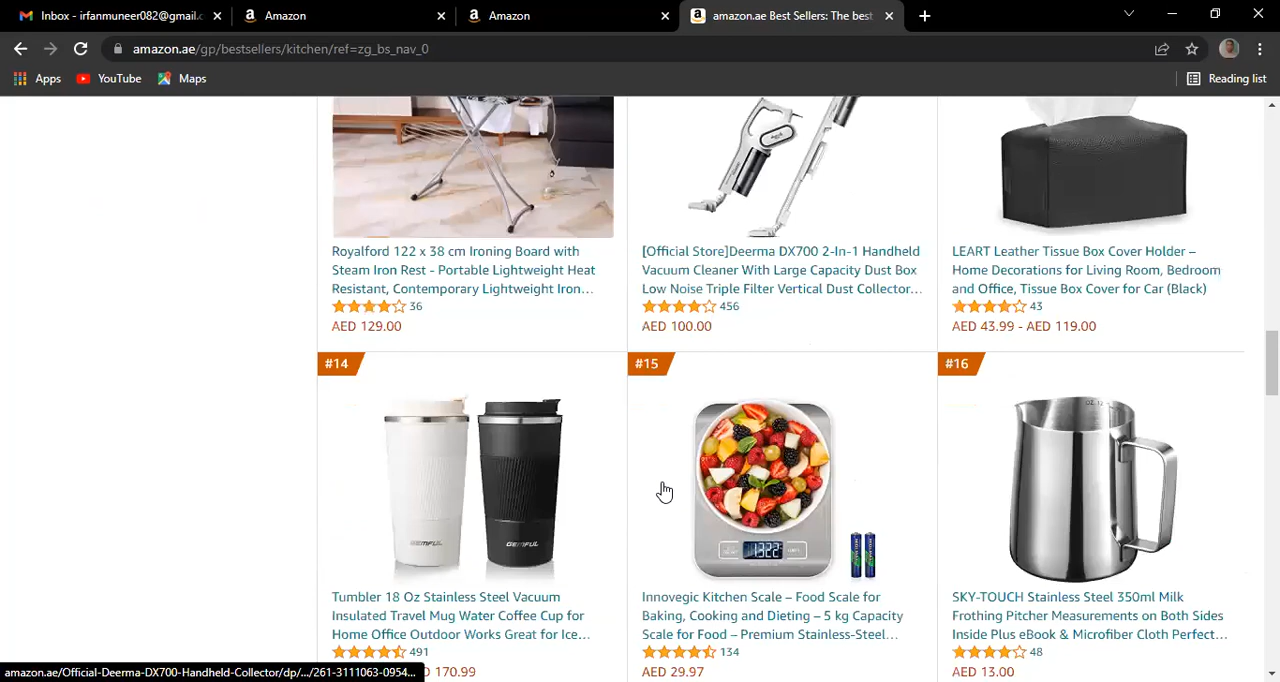 Inbox - irfanmuneer082@gmail.c
Amazon
Amazon
amazon.ae Best Sellers: The best
amazon.ae/gp/bestsellers/kitchen/ref=zg_bs_nav_0
Apps
YouTube
Maps
Reading list
Royalford 122 x 38 cm Ironing Board with
Steam Iron Rest - Portable Lightweight Heat
Resistant, Contemporary Lightweight Iron…
36
AED 129.00
[Official Store]Deerma DX700 2-In-1 Handheld
Vacuum Cleaner With Large Capacity Dust Box
Low Noise Triple Filter Vertical Dust Collector…
456
AED 100.00
LEART Leather Tissue Box Cover Holder –
Home Decorations for Living Room, Bedroom
and Office, Tissue Box Cover for Car (Black)
43
AED 43.99 - AED 119.00
#14
GEMFUL
GEMFUL
Tumbler 18 Oz Stainless Steel Vacuum
Insulated Travel Mug Water Coffee Cup for
Home Office Outdoor Works Great for Ice…
491
D 170.99
#15
1322
Innovegic Kitchen Scale – Food Scale for
Baking, Cooking and Dieting – 5 kg Capacity
Scale for Food – Premium Stainless-Steel…
134
AED 29.97
#16
OZ 12
SKY-TOUCH Stainless Steel 350ml Milk
Frothing Pitcher Measurements on Both Sides
Inside Plus eBook & Microfiber Cloth Perfect…
48
AED 13.00
amazon.ae/Official-Deerma-DX700-Handheld-Collector/dp/.../261-3111063-0954...